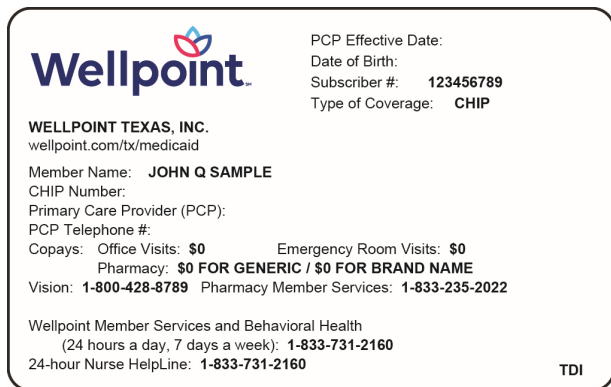 Wellpoint SM
PCP Effective Date:
Date of Birth:
Subscriber #: 123456789
Type of Coverage: CHIP
WELLPOINT TEXAS, INC.
wellpoint.com/tx/medicaid
Member Name: JOHN Q SAMPLE
CHIP Number:
Primary Care Provider (PCP):
PCP Telephone #:
Copays: Office Visits: $0 Emergency Room Visits: $0
Pharmacy: $0 FOR GENERIC / $0 FOR BRAND NAME
Vision: 1-800-428-8789 Pharmacy Member Services: 1-833-235-2022
Wellpoint Member Services and Behavioral Health
(24 hours a day, 7 days a week): 1-833-731-2160
24-hour Nurse HelpLine: 1-833-731-2160
TDI